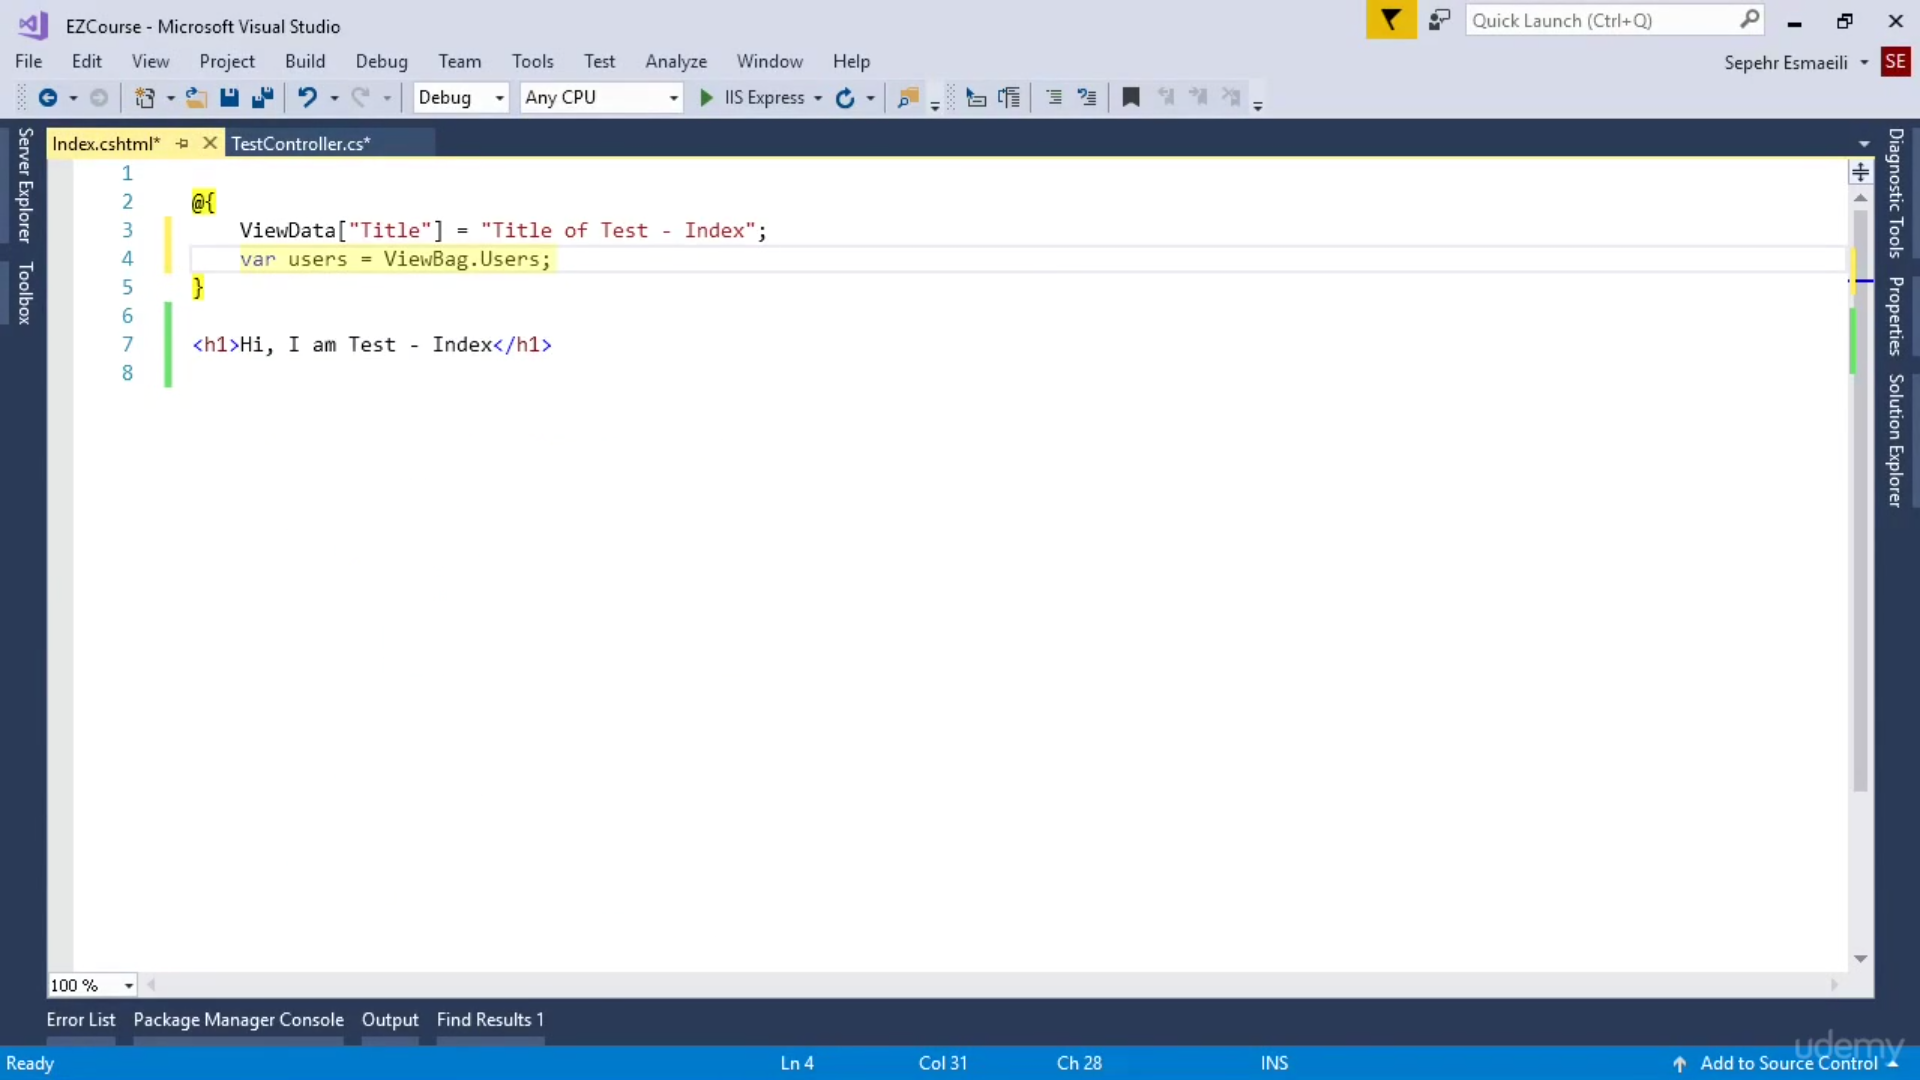 EZCourse - Microsoft Visual Studio
Quick Launch (Ctrl+Q)
File Edit View Project Build Debug Team Tools Test Analyze Window Help
Sepehr Esmaeili SE
Debug Any CPU IIS Express
Index.cshtml* TestController.cs*
Server Explorer
Toolbox
Diagnostic Tools
Properties
Solution Explorer
1
2 @{
3 ViewData["Title"] = "Title of Test - Index";
4 var users = ViewBag.Users;
5 }
6
7 <h1>Hi, I am Test - Index</h1>
8
100 %
Error List Package Manager Console Output Find Results 1
Ready Ln 4 Col 31 Ch 28 INS Add to Source Control
udemy